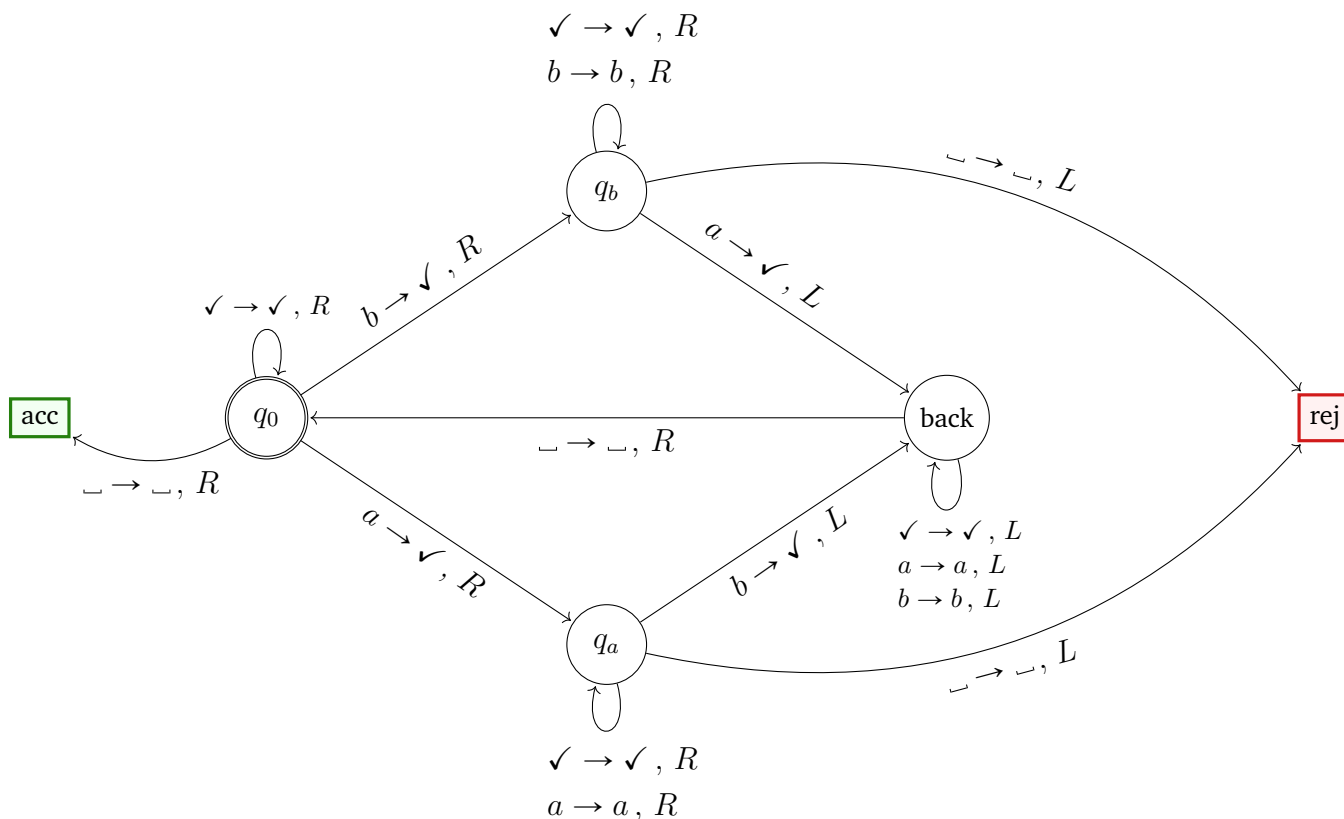 ✓ → ✓ , R
b → b , R
q_b
␣ → ␣, L
b → ✓ , R
a → ✓, L
✓ → ✓ , R
acc
q_0
back
rej
␣ → ␣, R
␣ → ␣, R
a → ✓, R
b → ✓, L
✓ → ✓ , L
a → a , L
b → b , L
q_a
␣ → ␣, L
✓ → ✓ , R
a → a , R